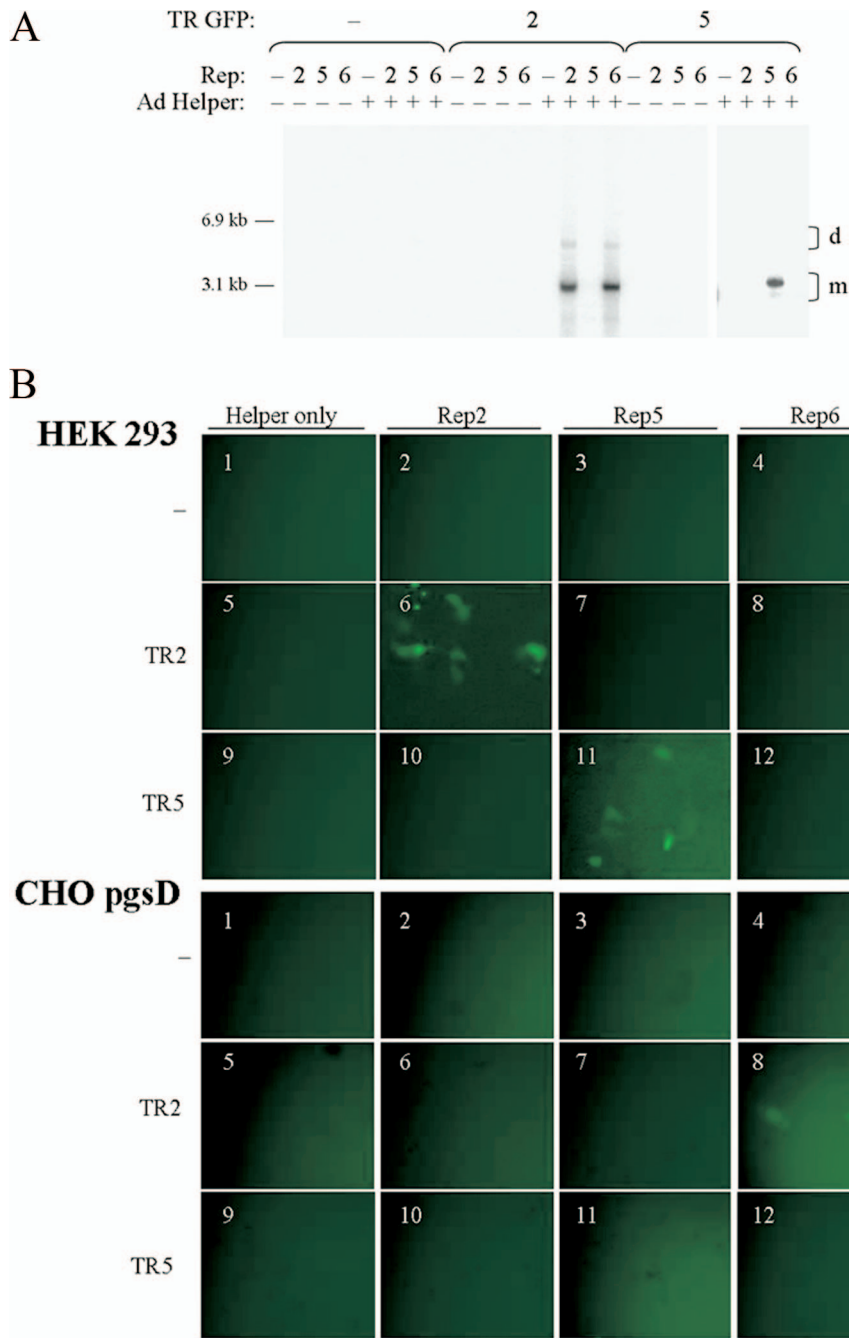 A
TR GFP: – 2 5
Rep: – 2 5 6 – 2 5 6 – 2 5 6 – 2 5 6 – 2 5 6 – 2 5 6
Ad Helper: – – – – + + + + – – – – + + + + – – – – + + + +
6.9 kb — d
3.1 kb — m
B
HEK 293
Helper only Rep2 Rep5 Rep6
– 1 2 3 4
TR2 5 6 7 8
TR5 9 10 11 12
CHO pgsD
– 1 2 3 4
TR2 5 6 7 8
TR5 9 10 11 12